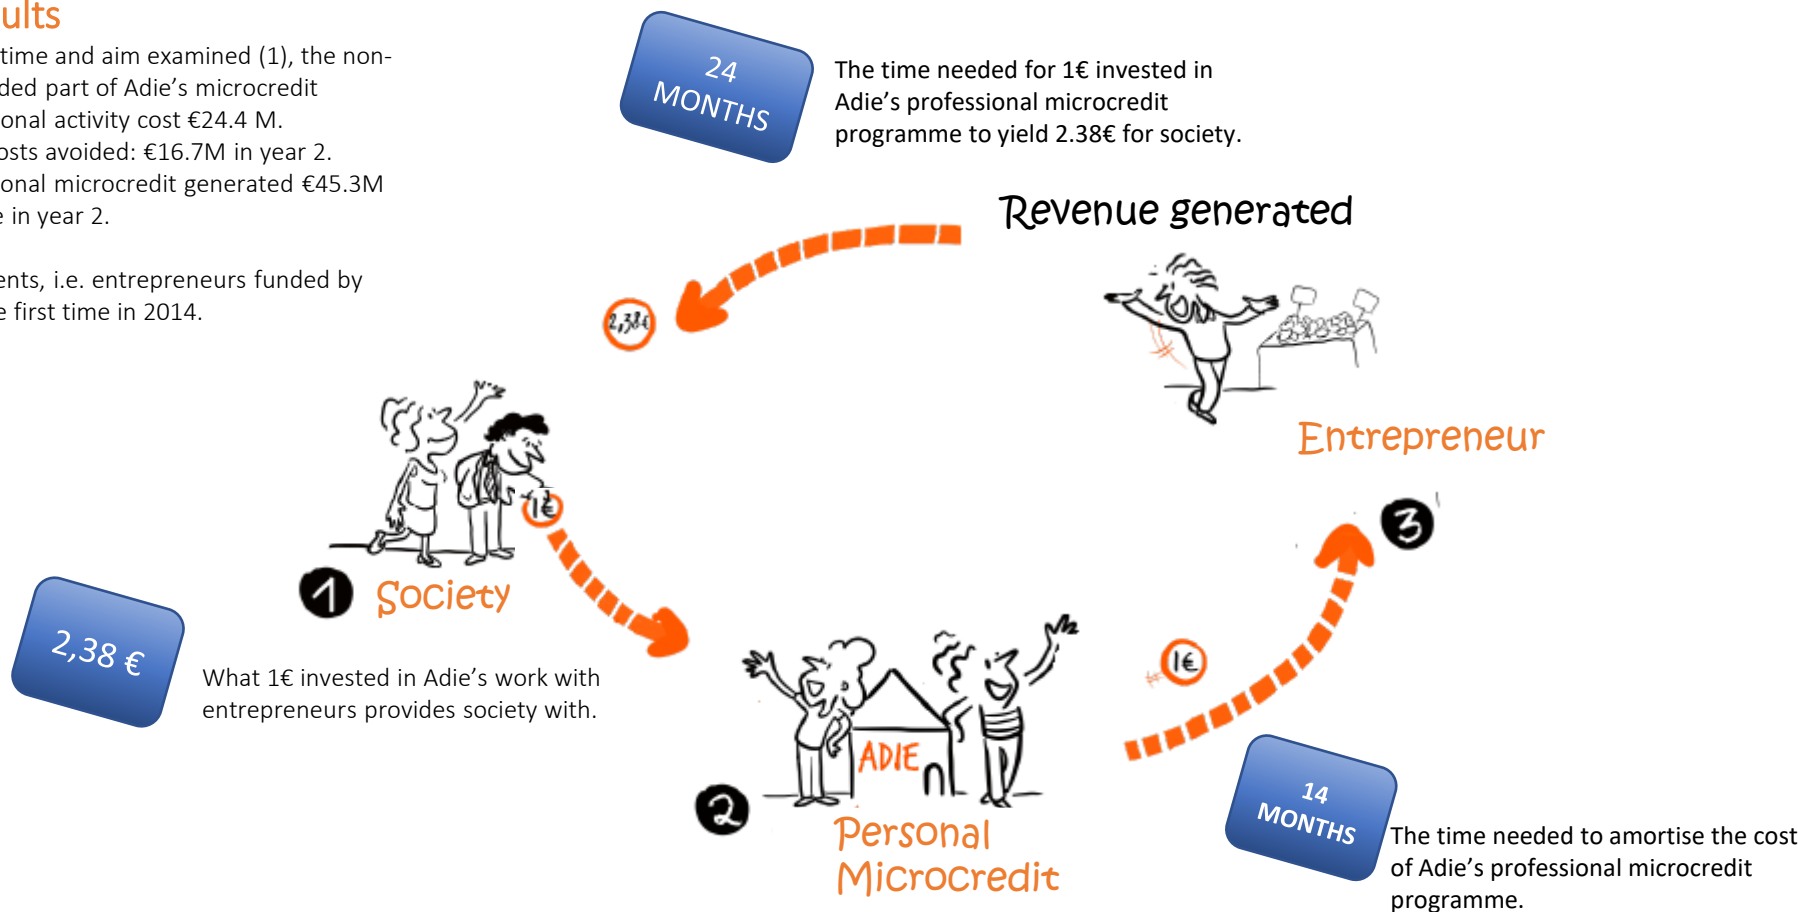 ults
time and aim examined (1), the non-
ded part of Adie’s microcredit
onal activity cost €24.4 M.
osts avoided: €16.7M in year 2.
onal microcredit generated €45.3M
e in year 2.
ents, i.e. entrepreneurs funded by
e first time in 2014.
24
MONTHS
The time needed for 1€ invested in
Adie’s professional microcredit
programme to yield 2.38€ for society.
Revenue generated
2,38€
Entrepreneur
1€
3
1
Society
2,38 €
What 1€ invested in Adie’s work with
entrepreneurs provides society with.
1€
ADIE
2
Personal
Microcredit
14
MONTHS
The time needed to amortise the cost
of Adie’s professional microcredit
programme.